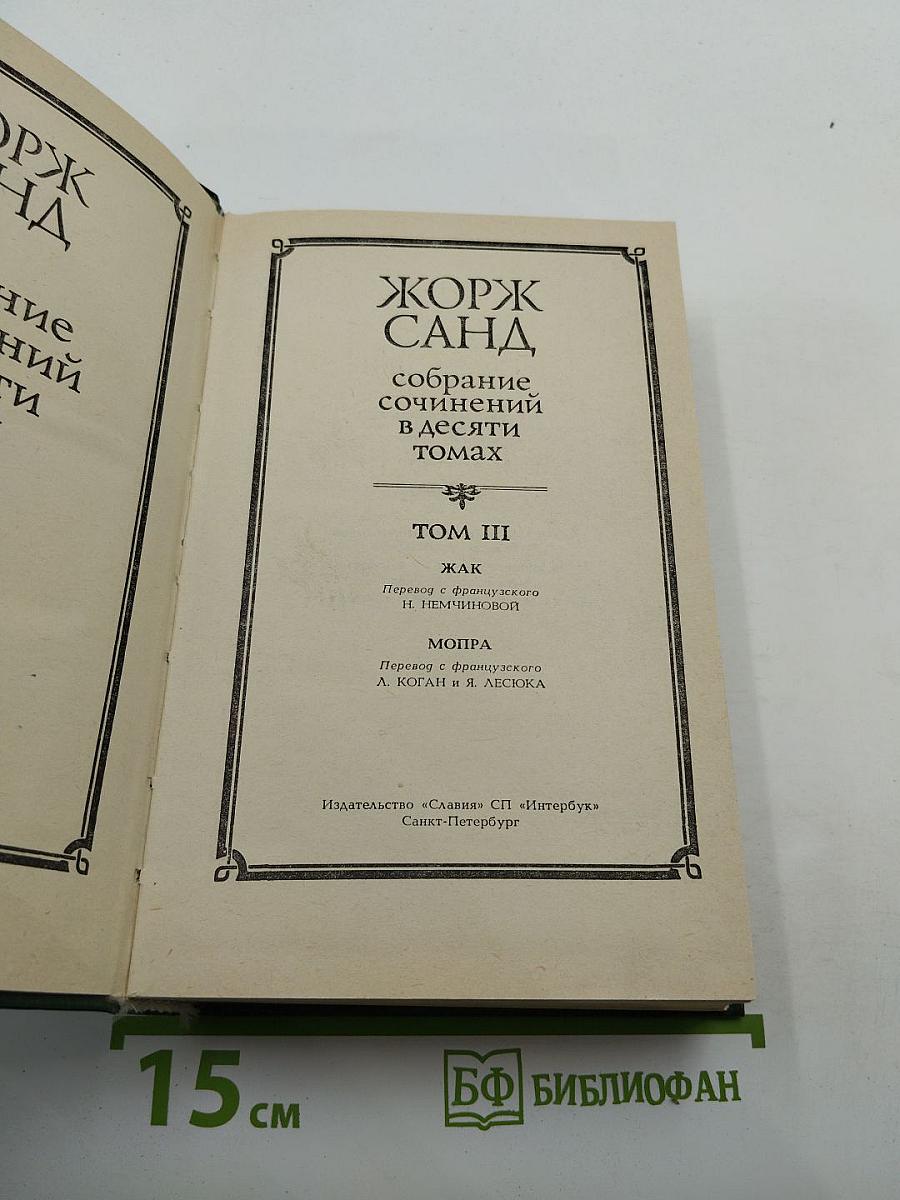 ЖОРЖ
САНД
собрание
сочинений
в десяти
томах
ТОМ III
ЖАК
Перевод с французского
Н. НЕМЧИНОВОЙ
МОПРА
Перевод с французского
Л. КОГАН и Я. ЛЕСЮКА
Издательство «Славия» СП «Интербук»
Санкт-Петербург
15 см
БФ БИБЛИОФАН